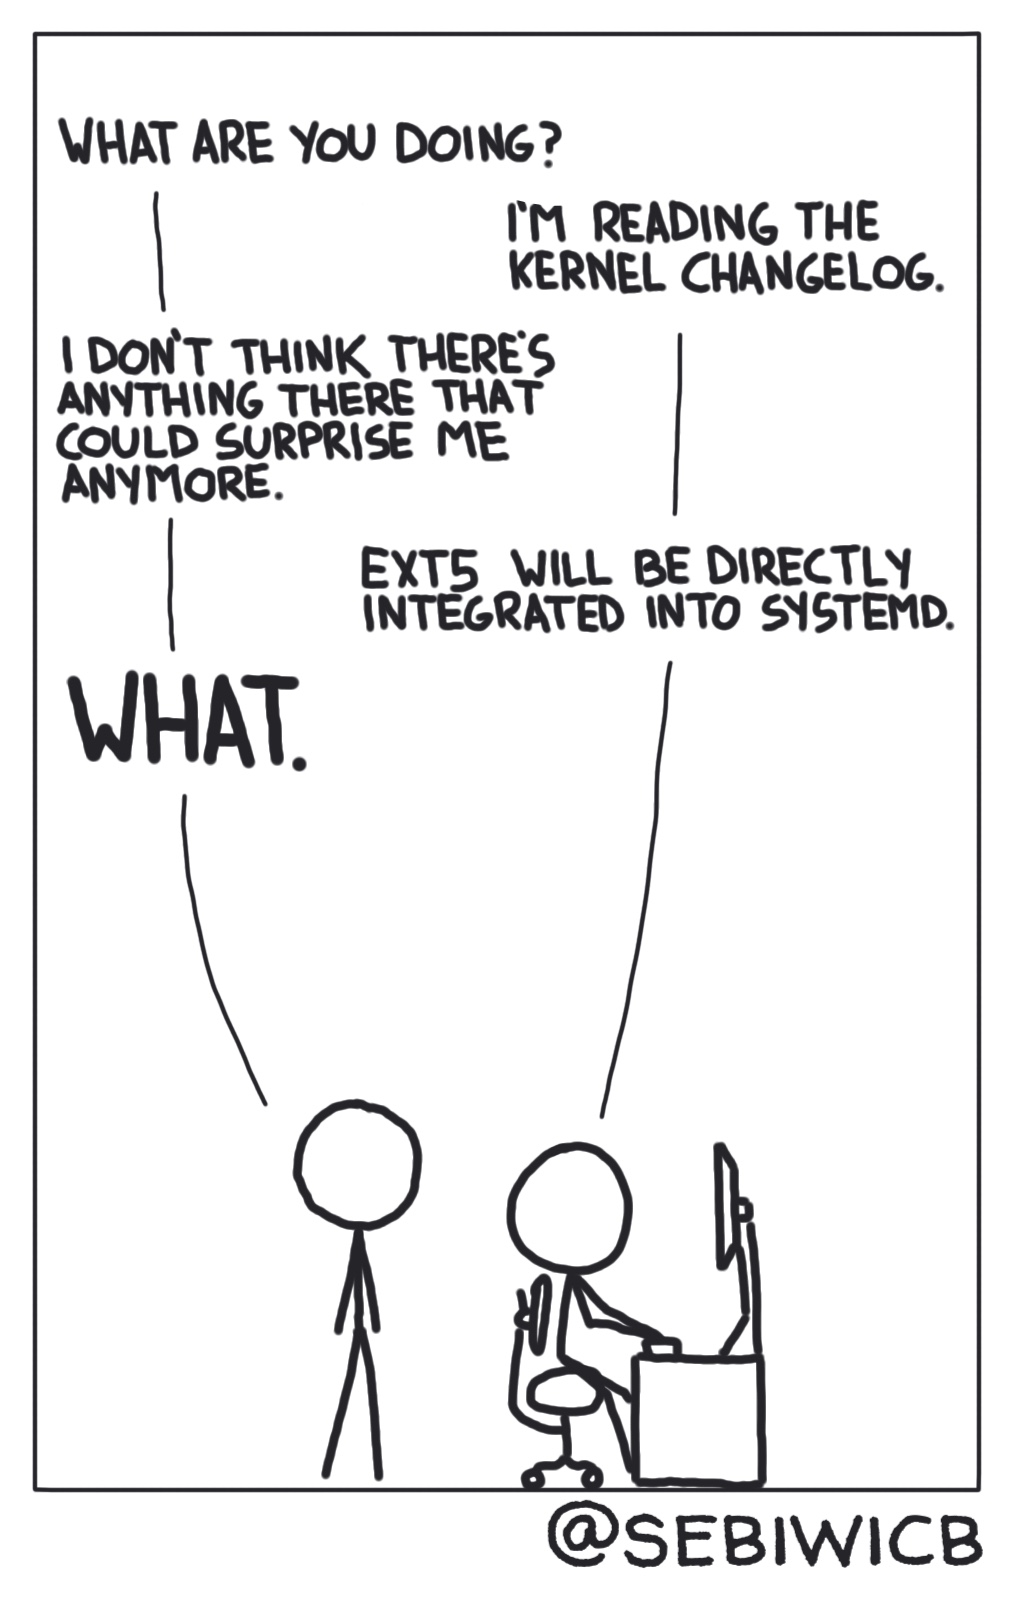 WHAT ARE YOU DOING?
I'M READING THE
KERNEL CHANGELOG.
I DON'T THINK THERE'S
ANYTHING THERE THAT
COULD SURPRISE ME
ANYMORE.
EXT5 WILL BE DIRECTLY
INTEGRATED INTO SYSTEMD.
WHAT.
@SEBIWICB